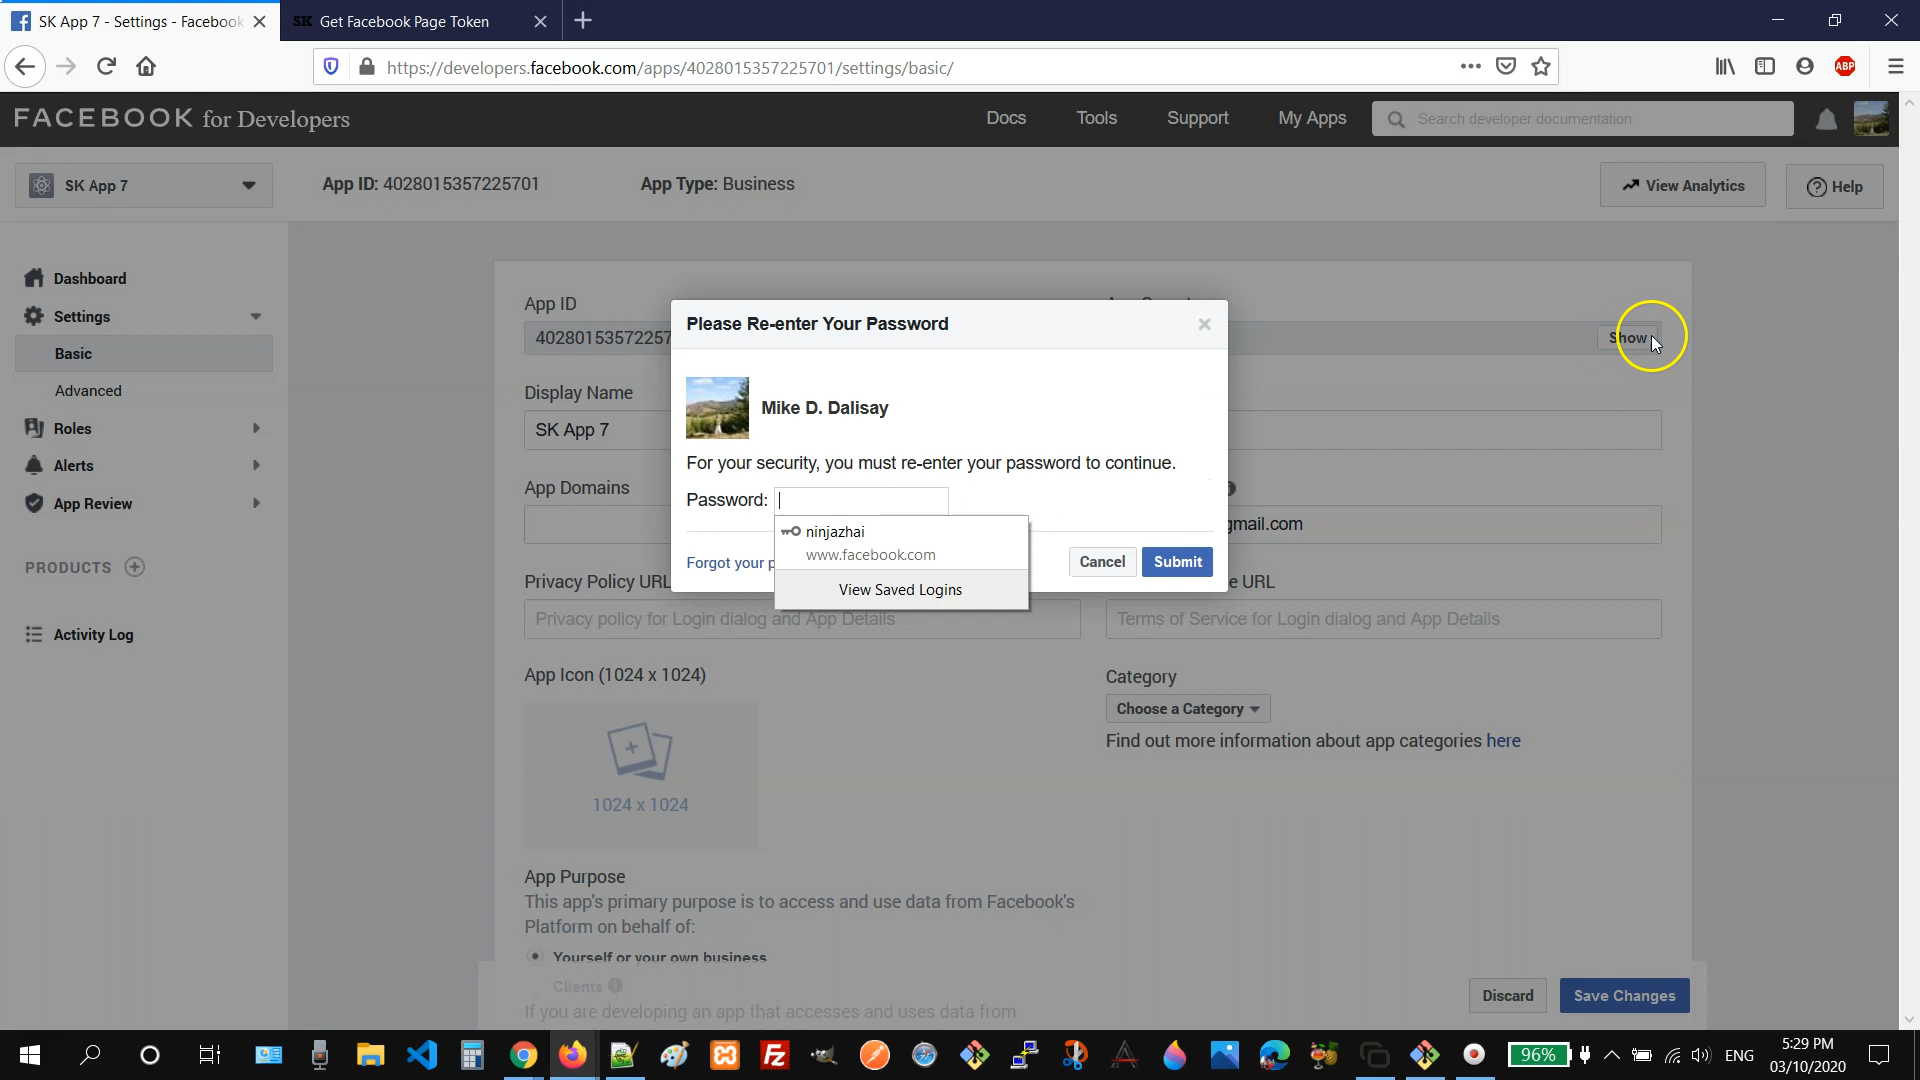 SK App 7 - Settings - Facebook
SK Get Facebook Page Token
https://developers.facebook.com/apps/4028015357225701/settings/basic/
ABP
FACEBOOK for Developers
Docs
Tools
Support
My Apps
Search developer documentation
SK App 7
App ID: 4028015357225701
App Type: Business
View Analytics
Help
Dashboard
Settings
Basic
Advanced
Roles
Alerts
App Review
PRODUCTS
Activity Log
App ID
40280153572257
Show
Display Name
SK App 7
App Domains
gmail.com
Privacy Policy URL
Privacy policy for Login dialog and App Details
e URL
Terms of Service for Login dialog and App Details
App Icon (1024 x 1024)
1024 x 1024
Category
Choose a Category
Find out more information about app categories here
App Purpose
This app's primary purpose is to access and use data from Facebook's
Platform on behalf of:
Yourself or your own business
Clients
If you are developing an app that accesses and uses data from
Discard
Save Changes
Please Re-enter Your Password
Mike D. Dalisay
For your security, you must re-enter your password to continue.
Password:
ninjazhai
www.facebook.com
View Saved Logins
Forgot your p
Cancel
Submit
96%
ENG
5:29 PM
03/10/2020